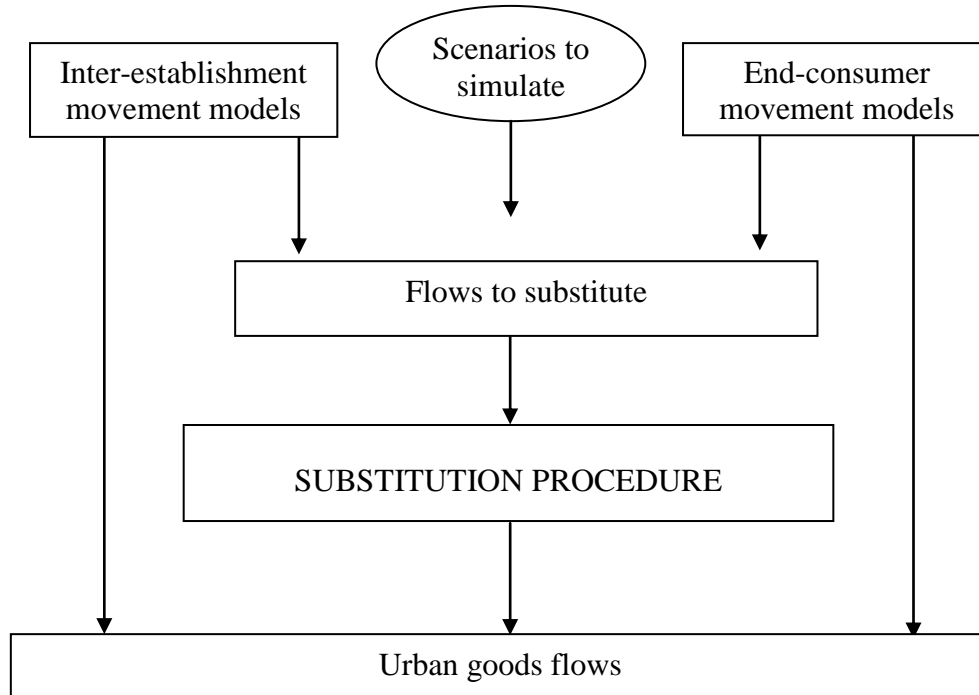 Inter-establishment
movement models
Scenarios to
simulate
End-consumer
movement models
Flows to substitute
SUBSTITUTION PROCEDURE
Urban goods flows